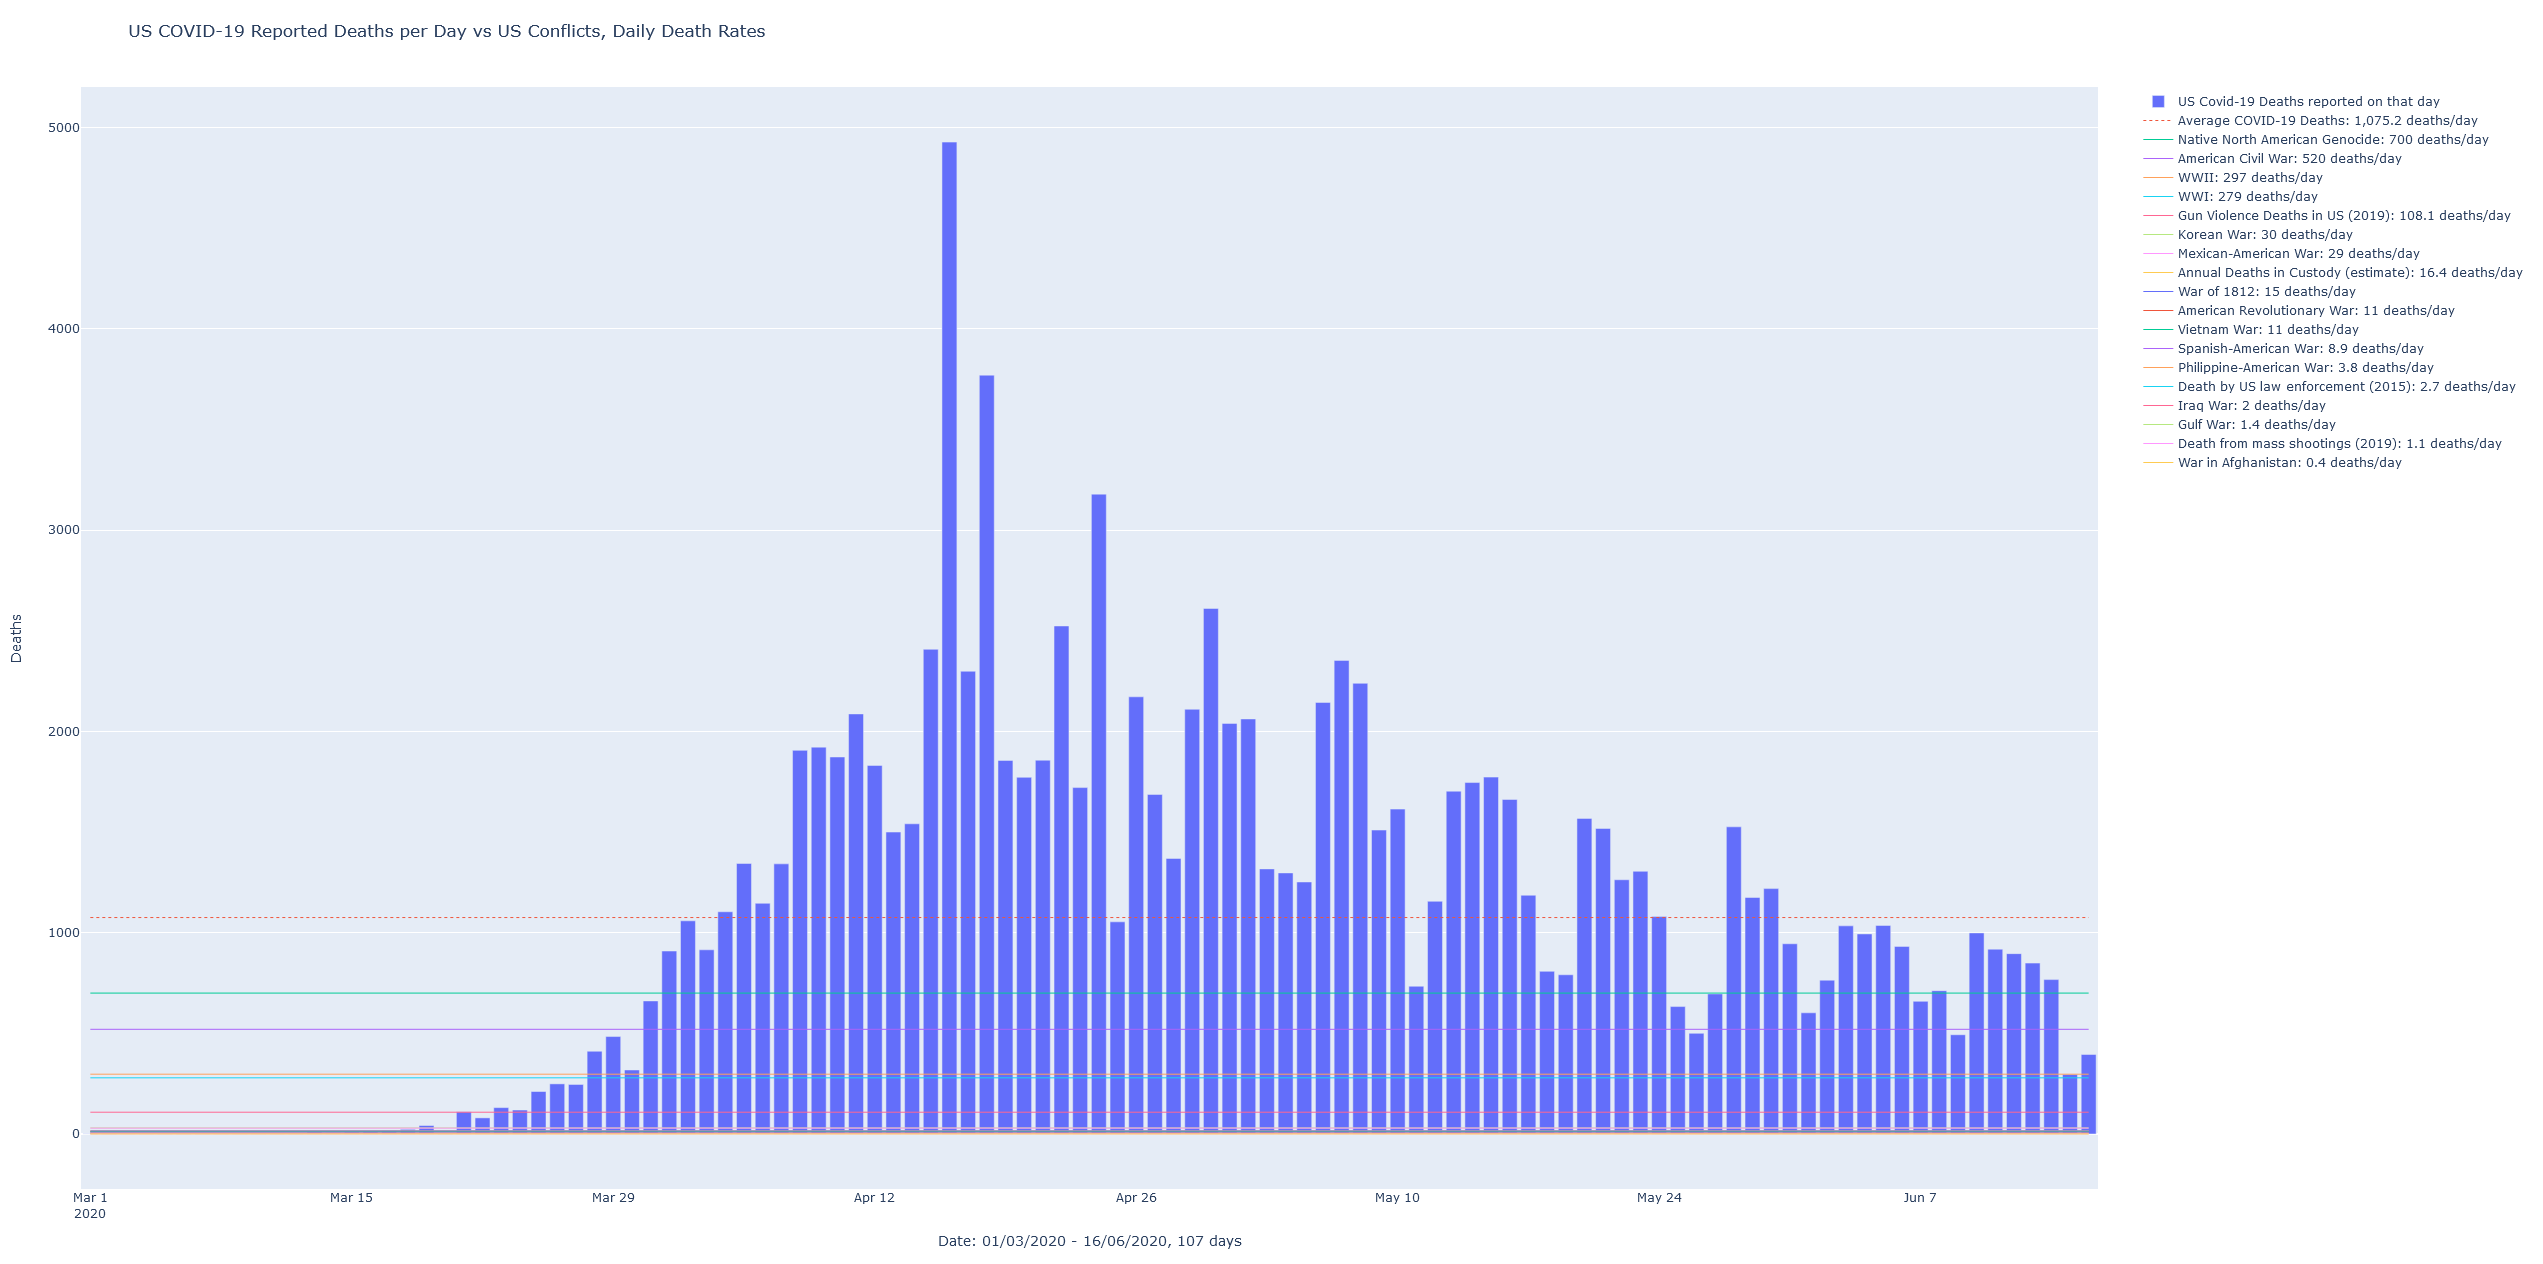 US COVID-19 Reported Deaths per Day vs US Conflicts, Daily Death Rates
US Covid-19 Deaths reported on that day
Average COVID-19 Deaths: 1,075.2 deaths/day
Native North American Genocide: 700 deaths/day
American Civil War: 520 deaths/day
WWII: 297 deaths/day
WWI: 279 deaths/day
Gun Violence Deaths in US (2019): 108.1 deaths/day
Korean War: 30 deaths/day
Mexican-American War: 29 deaths/day
Annual Deaths in Custody (estimate): 16.4 deaths/day
War of 1812: 15 deaths/day
American Revolutionary War: 11 deaths/day
Vietnam War: 11 deaths/day
Spanish-American War: 8.9 deaths/day
Philippine-American War: 3.8 deaths/day
Death by US law enforcement (2015): 2.7 deaths/day
Iraq War: 2 deaths/day
Gulf War: 1.4 deaths/day
Death from mass shootings (2019): 1.1 deaths/day
War in Afghanistan: 0.4 deaths/day
5000
4000
3000
2000
1000
0
Deaths
Mar 1 Mar 15 Mar 29 Apr 12 Apr 26 May 10 May 24 Jun 7
2020
Date: 01/03/2020 - 16/06/2020, 107 days